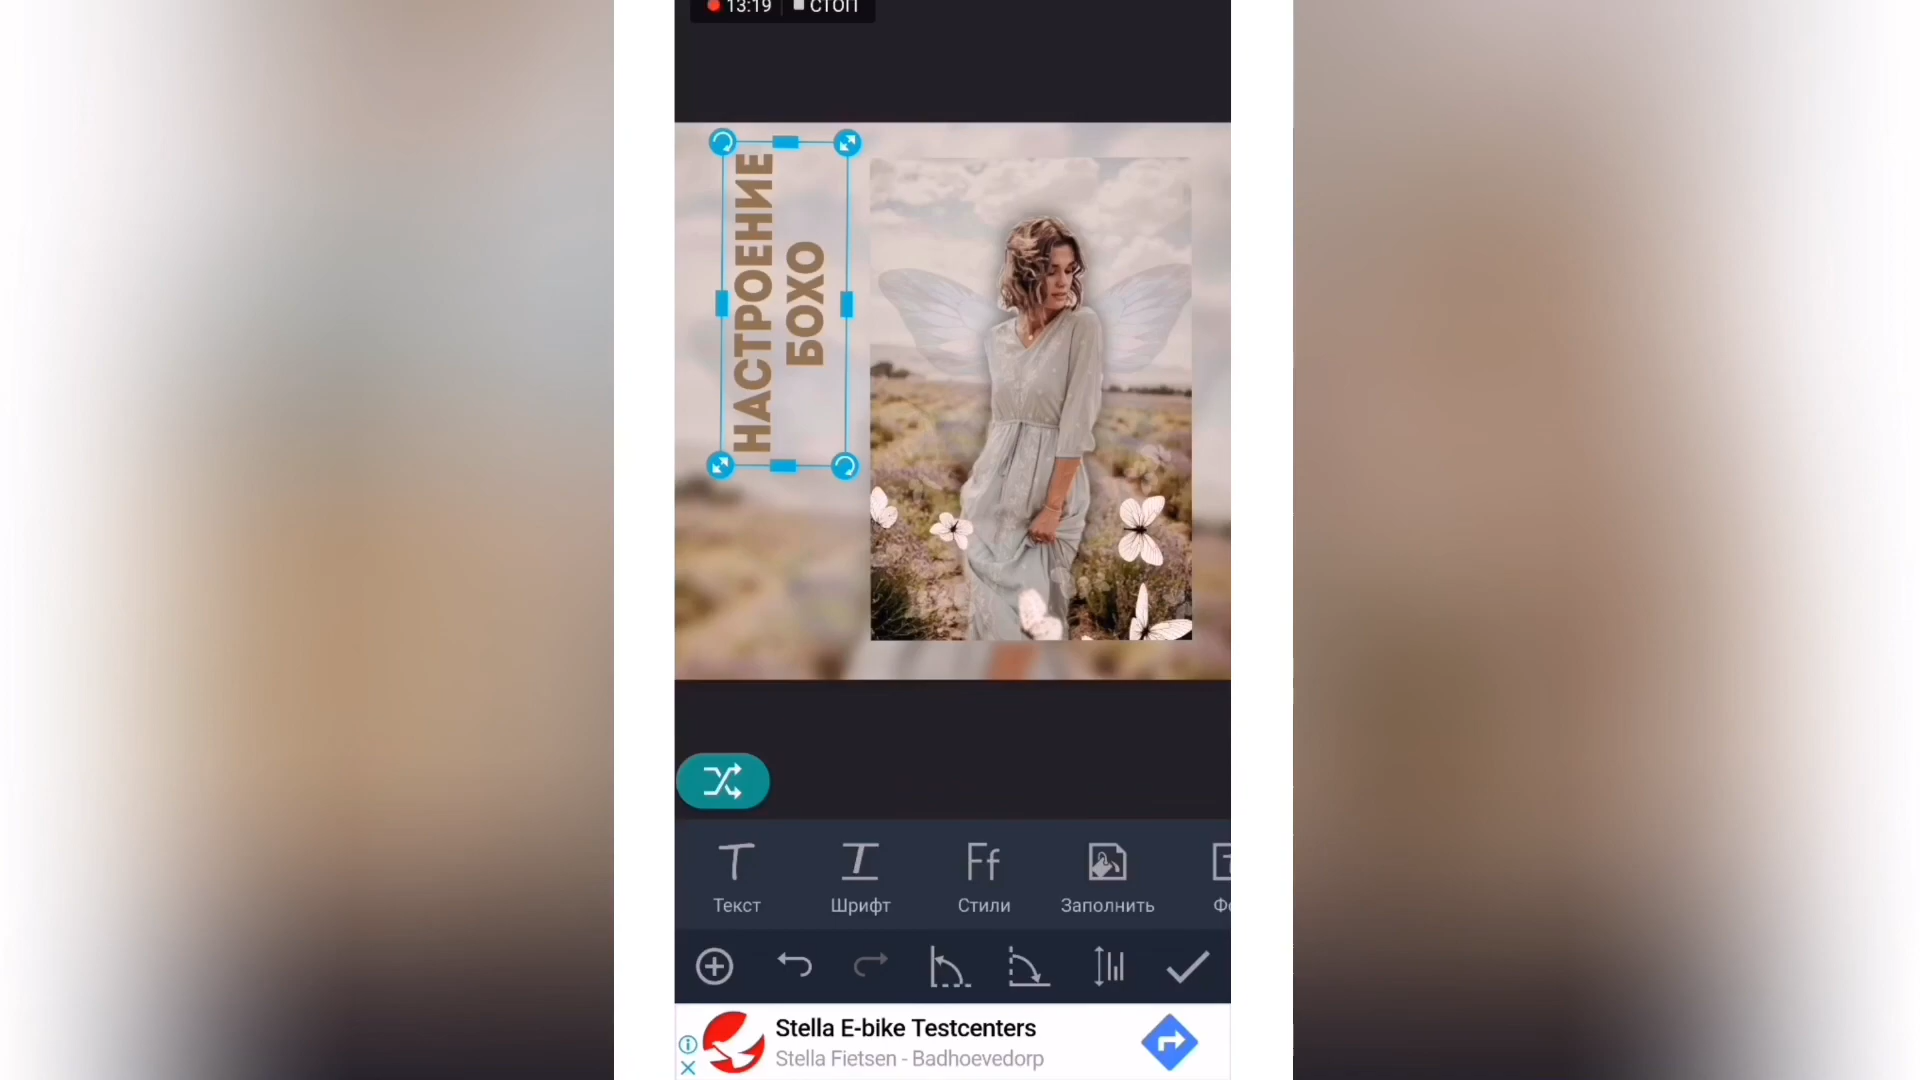 13:19 СТОП
НАСТРОЕНИЕ
БОХО
Текст Шрифт Стили Заполнить
Stella E-bike Testcenters
Stella Fietsen - Badhoevedorp